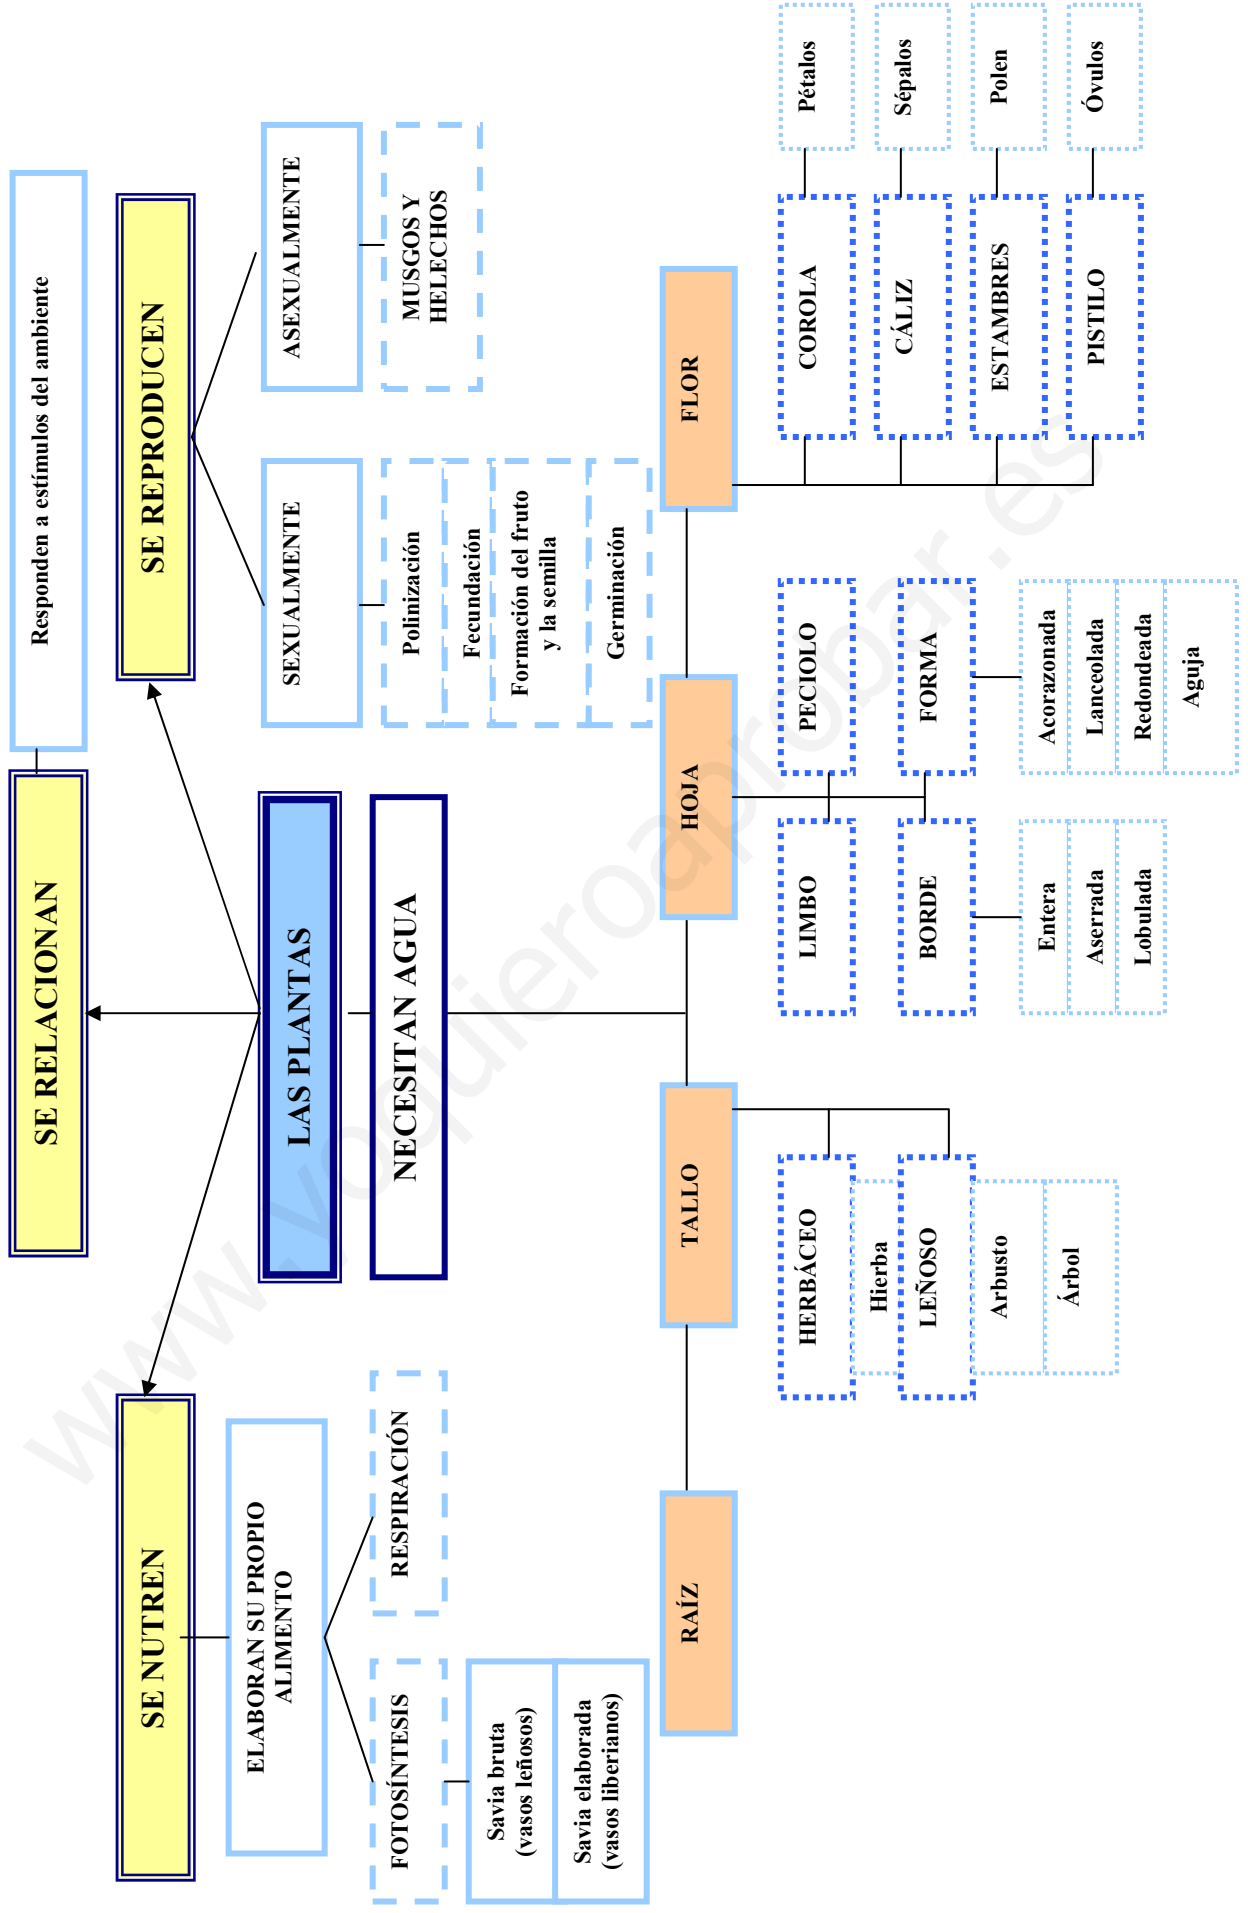 SE RELACIONAN
Responden a estímulos del ambiente
SE NUTREN
SE REPRODUCEN
ELABORAN SU PROPIO
ALIMENTO
LAS PLANTAS
SEXUALMENTE
ASEXUALMENTE
FOTOSÍNTESIS
RESPIRACIÓN
NECESITAN AGUA
Polinización
Fecundación
Formación del fruto
y la semilla
Germinación
MUSGOS Y
HELECHOS
Savia bruta
(vasos leñosos)
Savia elaborada
(vasos liberianos)
RAÍZ
TALLO
HOJA
FLOR
HERBÁCEO
Hierba
LEÑOSO
Arbusto
Árbol
LIMBO
PECIOLO
BORDE
FORMA
Entera
Aserrada
Lobulada
Acorazonada
Lanceolada
Redondeada
Aguja
COROLA
Pétalos
CÁLIZ
Sépalos
ESTAMBRES
Polen
PISTILO
Óvulos
www.yoquieroaprobar.es